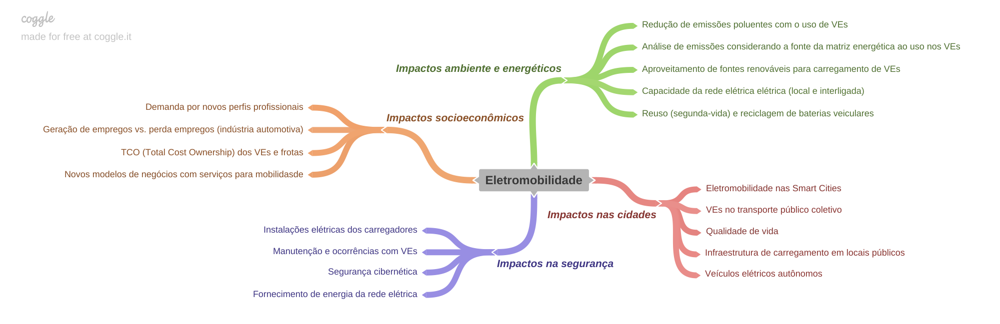 coggle
made for free at coggle.it
Impactos ambiente e energéticos
Redução de emissões poluentes com o uso de VEs
Análise de emissões considerando a fonte da matriz energética ao uso nos VEs
Aproveitamento de fontes renováveis para carregamento de VEs
Capacidade da rede elétrica elétrica (local e interligada)
Reuso (segunda-vida) e reciclagem de baterias veiculares
Impactos socioeconômicos
Demanda por novos perfis profissionais
Geração de empregos vs. perda empregos (indústria automotiva)
TCO (Total Cost Ownership) dos VEs e frotas
Novos modelos de negócios com serviços para mobilidasde
Eletromobilidade
Impactos nas cidades
Eletromobilidade nas Smart Cities
VEs no transporte público coletivo
Qualidade de vida
Infraestrutura de carregamento em locais públicos
Veículos elétricos autônomos
Impactos na segurança
Instalações elétricas dos carregadores
Manutenção e ocorrências com VEs
Segurança cibernética
Fornecimento de energia da rede elétrica